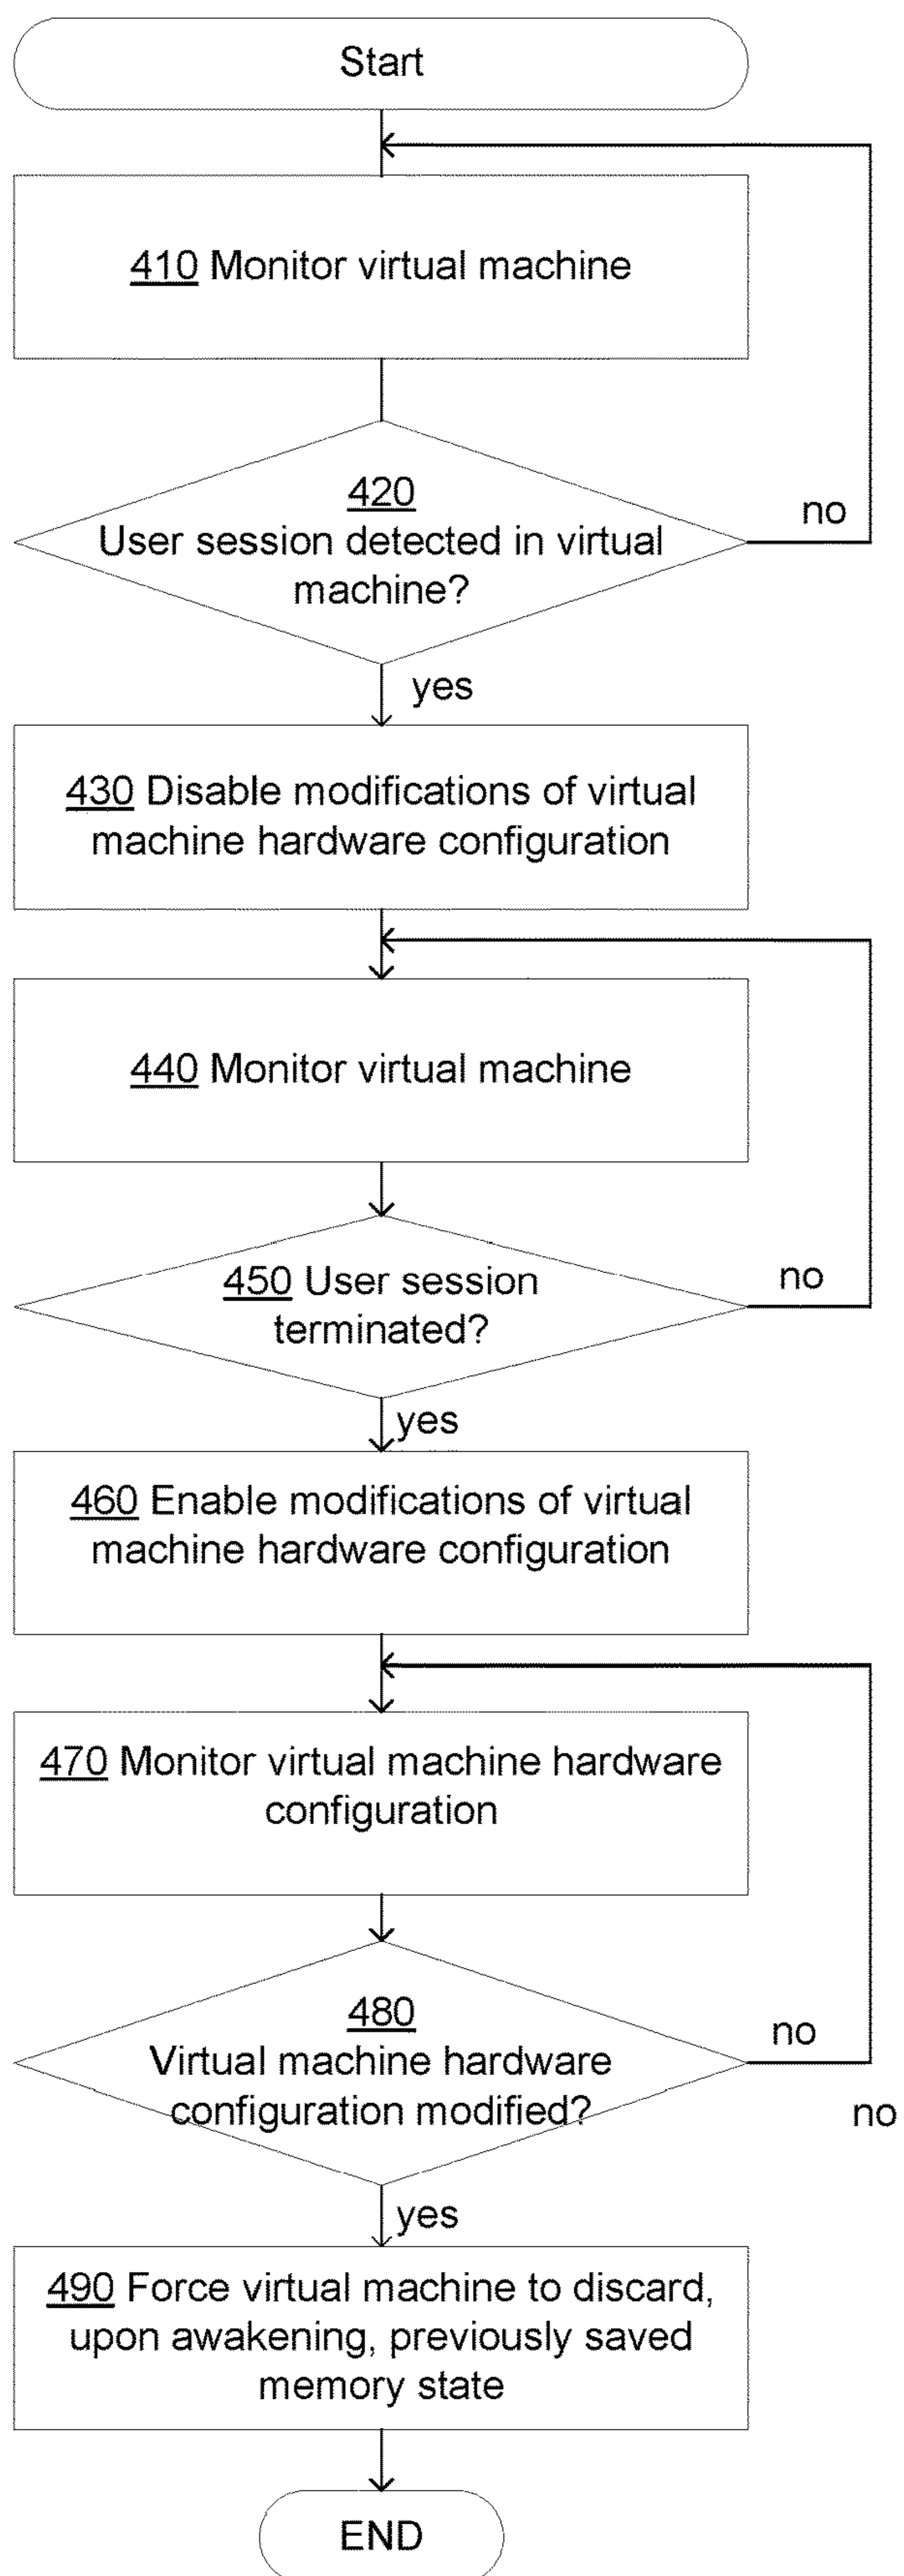 Start
410 Monitor virtual machine
420
no
User session detected in virtual
machine?
yes
430 Disable modifications of virtual
machine hardware configuration
440 Monitor virtual machine
450 User session
no
terminated?
yes
460 Enable modifications of virtual
machine hardware configuration
470 Monitor virtual machine hardware
configuration
480
no
Virtual machine hardware
configuration modified?
no
yes
490 Force virtual machine to discard,
upon awakening, previously saved
memory state
END